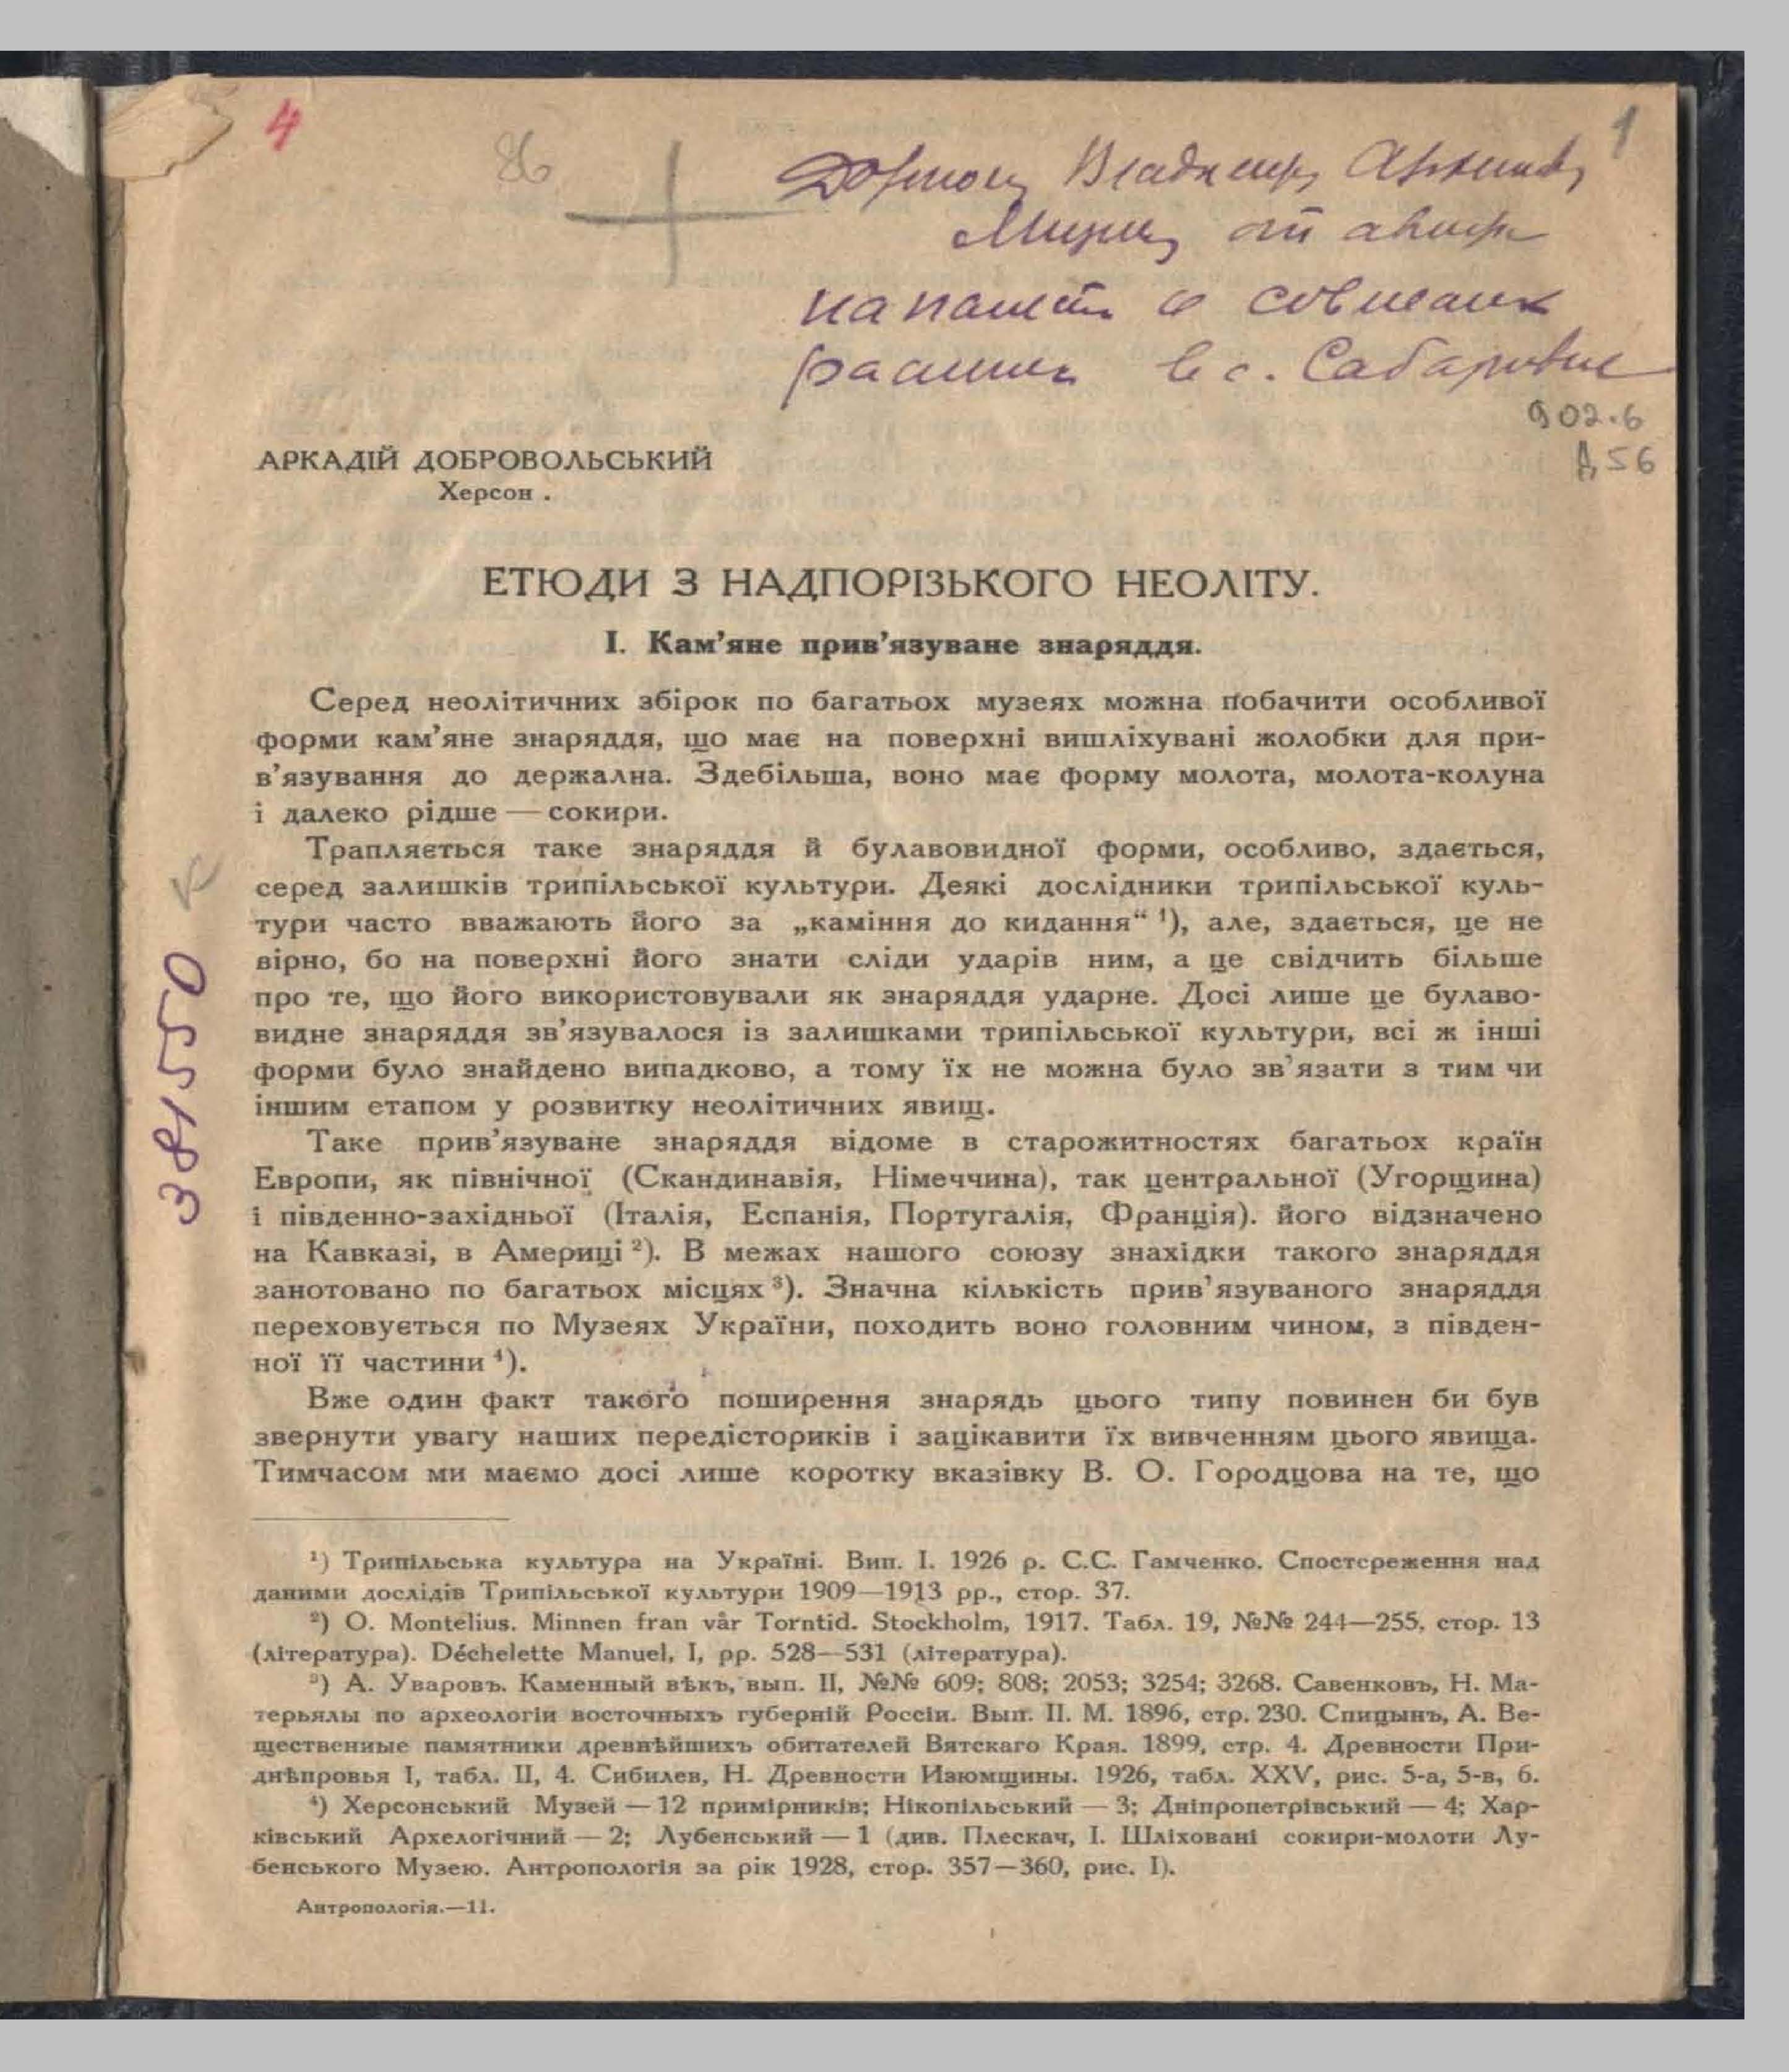 4
86
1
от
на
в с.
902.6
Д56
АРКАДІЙ ДОБРОВОЛЬСЬКИЙ
Херсон.
ЕТЮДИ З НАДПОРІЗЬКОГО НЕОЛІТУ.
I. Кам'яне прив'язуване знаряддя.
Серед неолітичних збірок по багатьох музеях можна побачити особливої
форми кам'яне знаряддя, що має на поверхні вишліхувані жолобки для при-
в'язування до держална. Здебільша, воно має форму молота, молота-колуна
і далеко рідше — сокири.
Трапляється таке знаряддя й булавовидної форми, особливо, здається,
серед залишків трипільської культури. Деякі дослідники трипільської куль-
тури часто вважають його за „каміння до кидання“ ¹), але, здається, це не
вірно, бо на поверхні його знати сліди ударів ним, а це свідчить більше
про те, що його використовували як знаряддя ударне. Досі лише це булаво-
видне знаряддя зв'язувалося із залишками трипільської культури, всі ж інші
форми було знайдено випадково, а тому їх не можна було зв'язати з тим чи
іншим етапом у розвитку неолітичних явищ.
Таке прив'язуване знаряддя відоме в старожитностях багатьох країн
Европи, як північної (Скандинавія, Німеччина), так центральної (Угорщина)
і південно-західньої (Італія, Еспанія, Португалія, Франція). його відзначено
на Кавказі, в Америці ²). В межах нашого союзу знахідки такого знаряддя
занотовано по багатьох місцях ³). Значна кількість прив'язуваного знаряддя
переховується по Музеях України, походить воно головним чином, з півден-
ної її частини ⁴).
Вже один факт такого поширення знарядь цього типу повинен би був
звернути увагу наших передісториків і зацікавити їх вивченням цього явища.
Тимчасом ми маємо досі лише коротку вказівку В. О. Городцова на те, що
381550
¹) Трипільська культура на Україні. Вип. I. 1926 р. С.С. Гамченко. Спостсреження над
даними дослідів Трипільської культури 1909—1913 рр., стор. 37.
²) O. Montelius. Minnen fran vår Torntid. Stockholm, 1917. Табл. 19, №№ 244—255, стор. 13
(література). Déchelette Manuel, I, pp. 528—531 (література).
³) А. Уваровъ. Каменный вѣкъ, вып. II, №№ 609; 808; 2053; 3254; 3268. Савенковъ, Н. Ма-
терьялы по археологіи восточныхъ губерній Россіи. Вып. II. М. 1896, стр. 230. Спицынъ, А. Ве-
щественные памятники древнѣйшихъ обитателей Вятскаго Края. 1899, стр. 4. Древности При-
днѣпровья I, табл. II, 4. Сибилев, Н. Древности Изюмщины. 1926, табл. XXV, рис. 5-а, 5-в, 6.
⁴) Херсонський Музей — 12 примірників; Нікопільський — 3; Дніпропетрівський — 4; Хар-
ківський Архелогічний — 2; Лубенський — 1 (див. Плескач, І. Шліховані сокири-молоти Лу-
бенського Музею. Антропологія за рік 1928, стор. 357—360, рис. I).
Антропологія.—11.